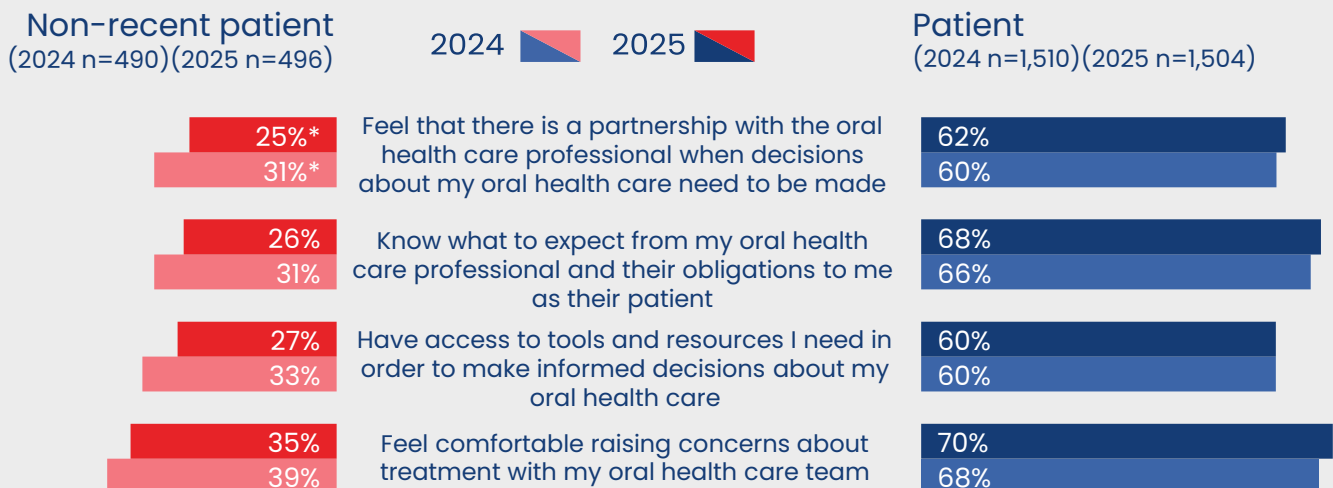 Non-recent patient
(2024 n=490)(2025 n=496)
2024
2025
Patient
(2024 n=1,510)(2025 n=1,504)
25%*
31%*
Feel that there is a partnership with the oral
health care professional when decisions
about my oral health care need to be made
62%
60%
26%
31%
Know what to expect from my oral health
care professional and their obligations to me
as their patient
68%
66%
27%
33%
Have access to tools and resources I need in
order to make informed decisions about my
oral health care
60%
60%
35%
39%
Feel comfortable raising concerns about
treatment with my oral health care team
70%
68%